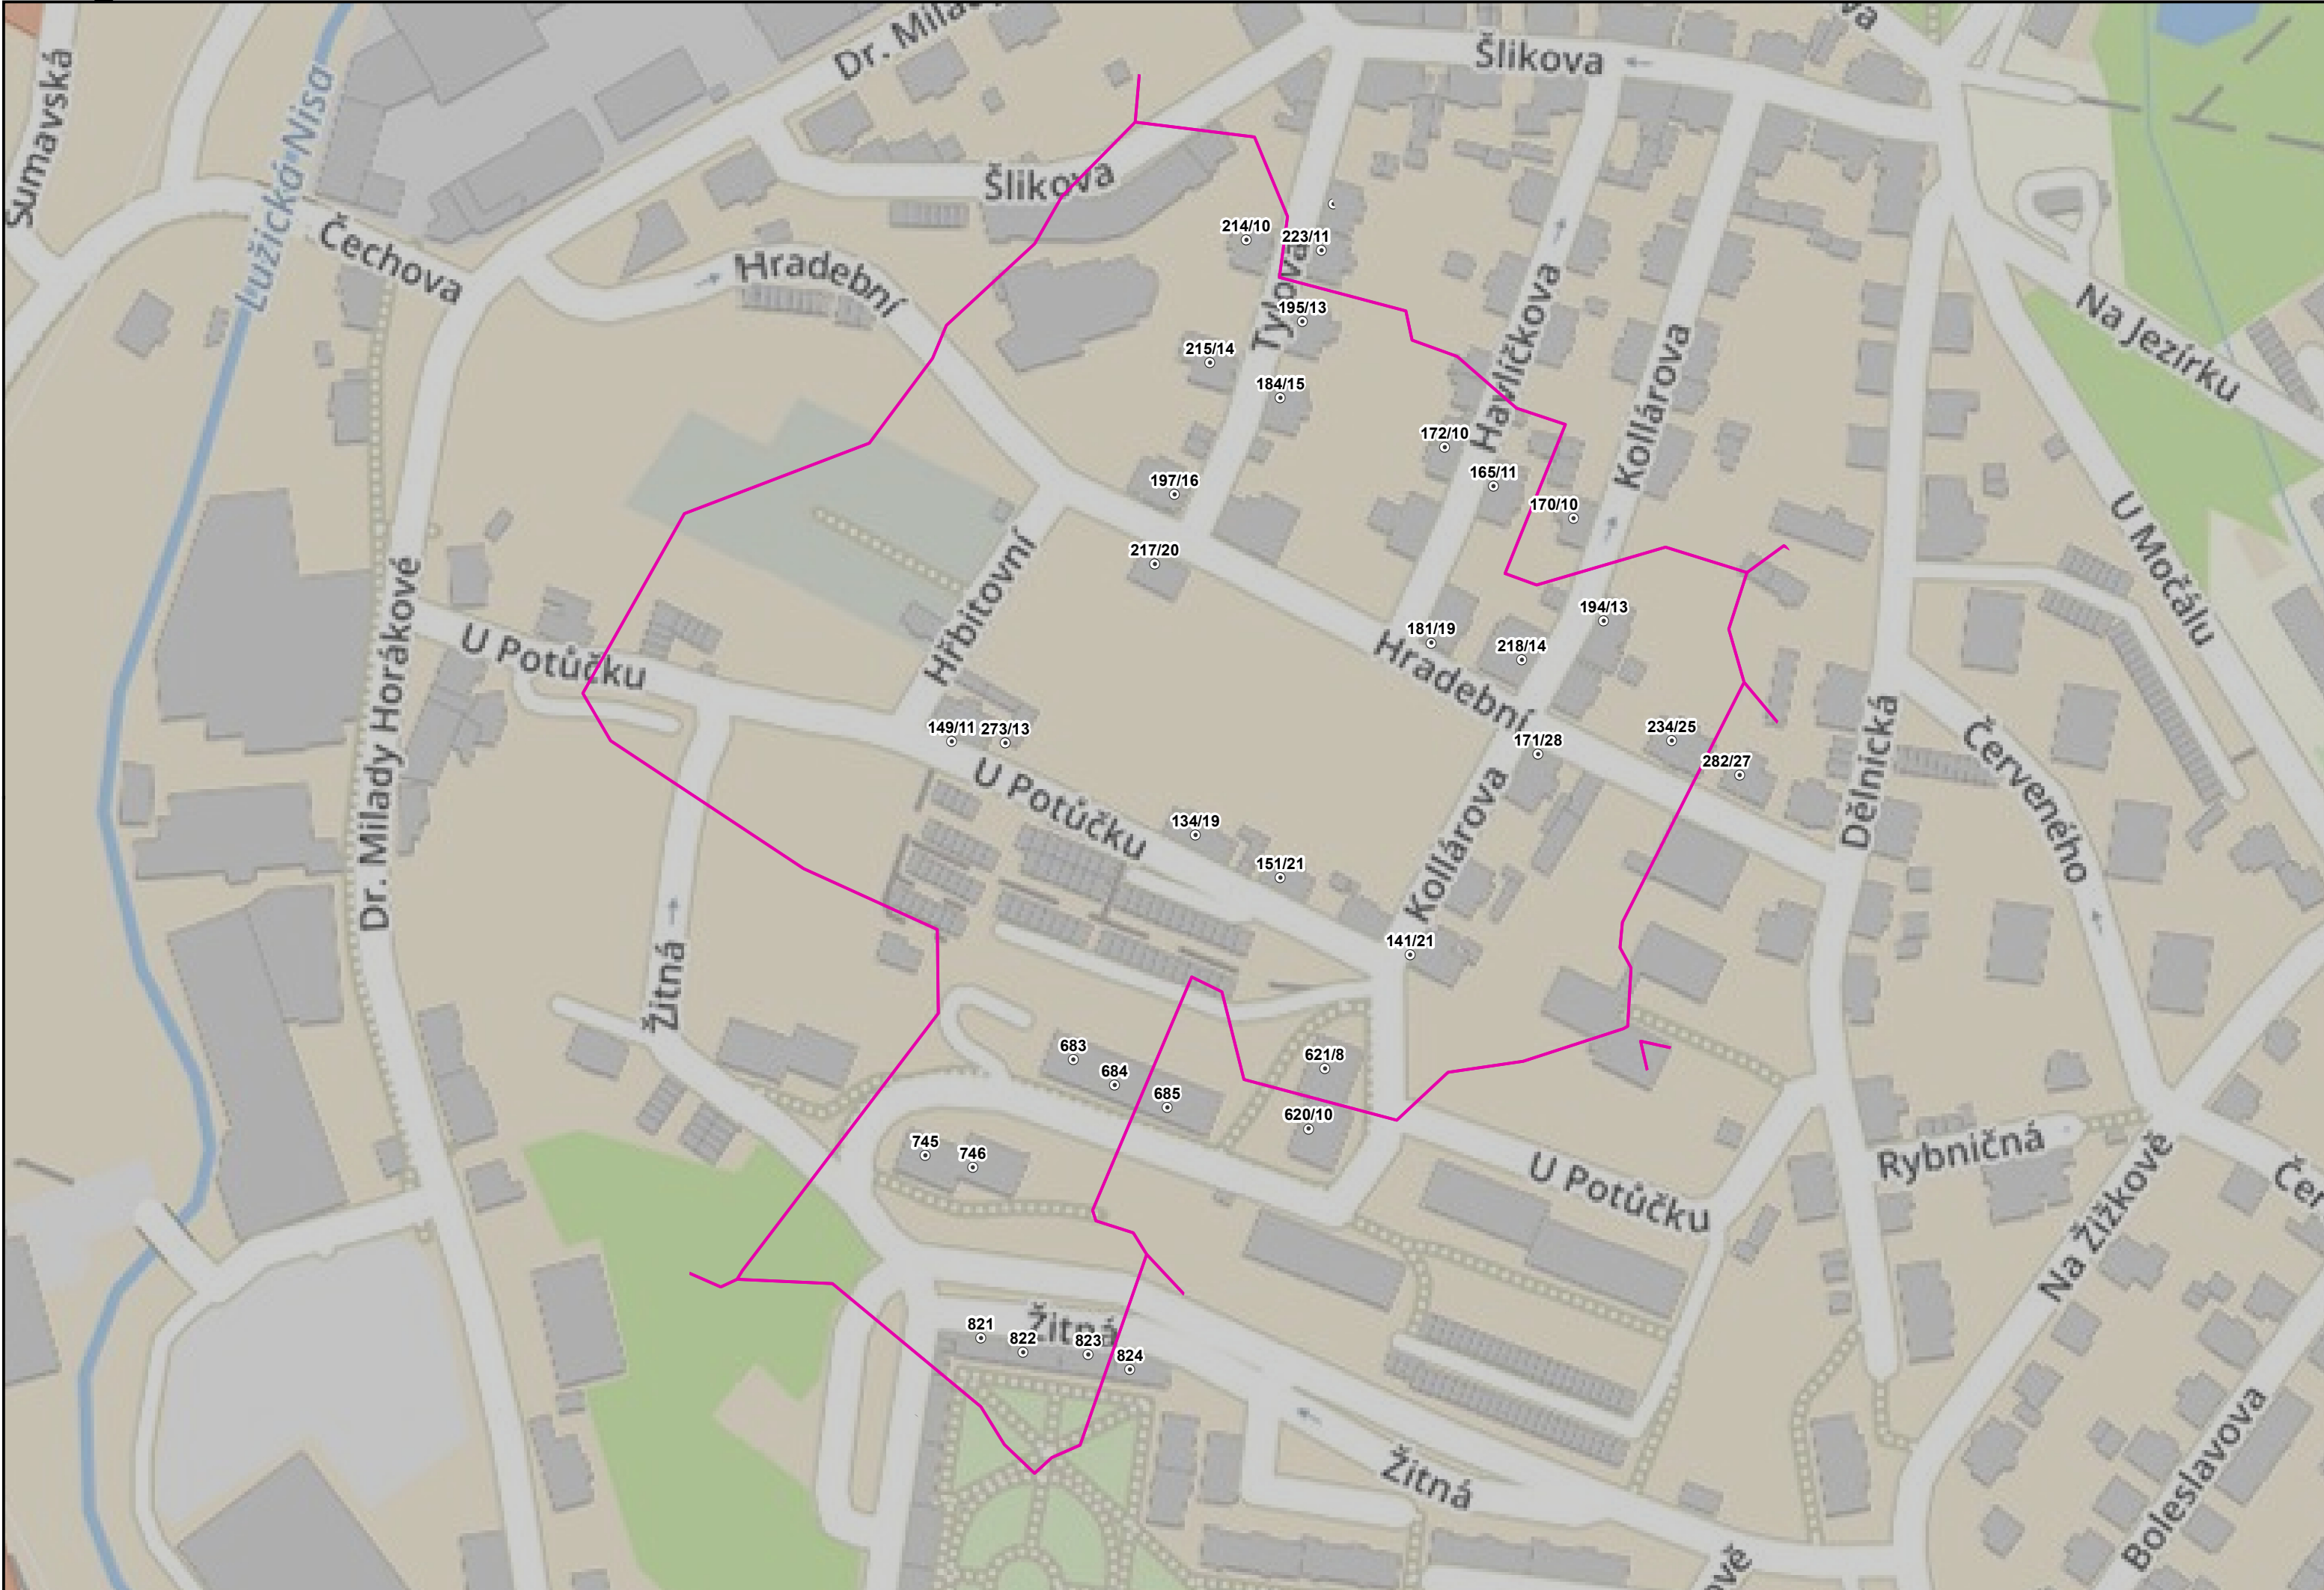 Šlikova
Šumavská
Lužická Nisa
Čechova
Šlikova
Hradební
214/10
223/11
Tylova
195/13
215/14
184/15
Havlíčkova
Kollárova
Na Jezírku
172/10
165/11
197/16
170/10
217/20
U Močálu
Hřbitovní
Dr. Milady Horákové
U Potůčku
194/13
181/19
218/14
Hradební
149/11
273/13
234/25
171/28
282/27
Dělnická
Červeného
U Potůčku
134/19
151/21
Kollárova
141/21
Žitná
683
684
685
621/8
620/10
745
746
U Potůčku
Rybničná
Na Žižkově
Žitná
821
822
823
824
Žitná
Boleslavova